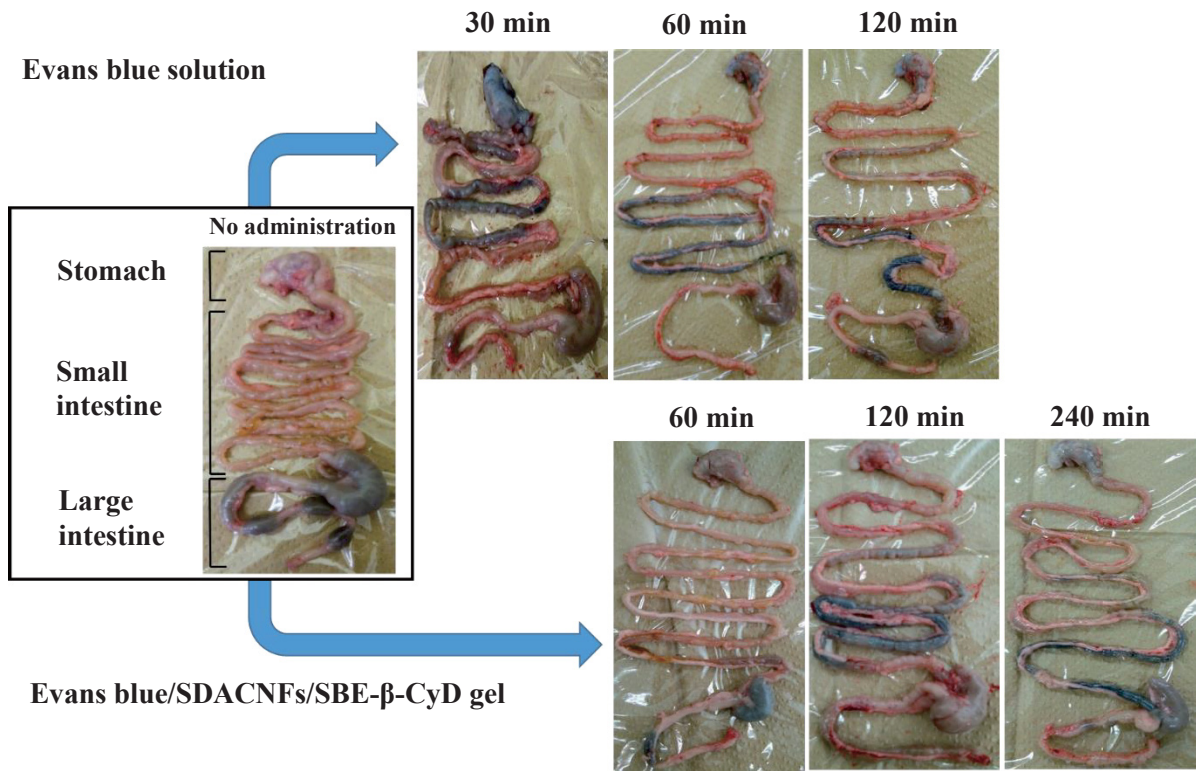 30 min
60 min
120 min
Evans blue solution
No administration
Stomach
Small
intestine
Large
intestine
60 min
120 min
240 min
Evans blue/SDACNFs/SBE-β-CyD gel